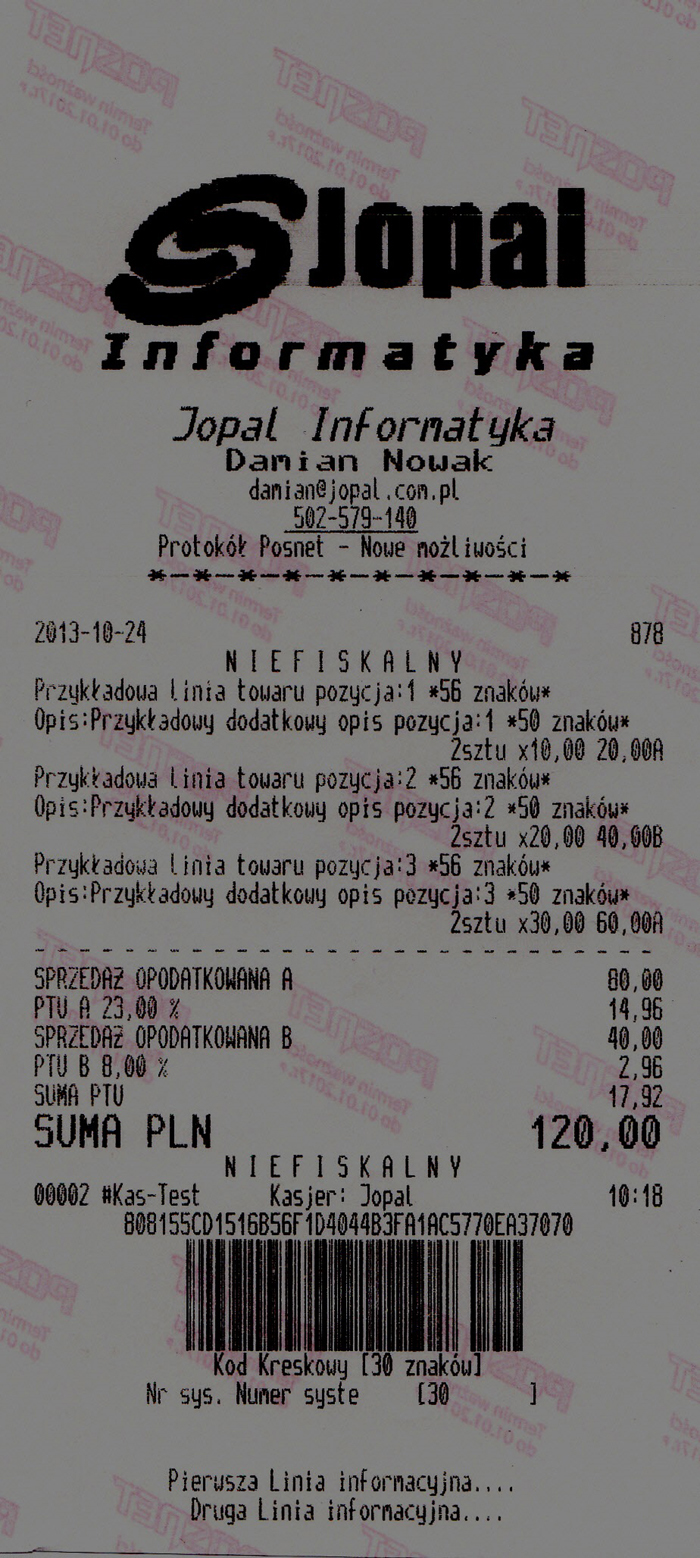 Jopal
Informatyka
Jopal Informatyka
Damian Nowak
damian@jopal.com.pl
502-579-140
Protokół Posnet - Nowe możliwości
*-*-*-*-*-*-*-*-*-*
2013-10-24 878
NIEFISKALNY
Przykładowa linia towaru pozycja:1 *56 znaków*
Opis:Przykładowy dodatkowy opis pozycja:1 *50 znaków*
2sztu x10,00 20,00A
Przykładowa linia towaru pozycja:2 *56 znaków*
Opis:Przykładowy dodatkowy opis pozycja:2 *50 znaków*
2sztu x20,00 40,00B
Przykładowa linia towaru pozycja:3 *56 znaków*
Opis:Przykładowy dodatkowy opis pozycja:3 *50 znaków*
2sztu x30,00 60,00A
SPRZEDAŻ OPODATKOWANA A 80,00
PTU A 23,00 % 14,96
SPRZEDAŻ OPODATKOWANA B 40,00
PTU B 8,00 % 2,96
SUMA PTU 17,92
SUMA PLN 120,00
NIEFISKALNY
00002 #Kas-Test Kasjer: Jopal 10:18
808155CD1516B56F1D4044B3FA1AC5770EA37070
Kod Kreskowy [30 znaków]
Nr sys. Numer syste [30 ]
Pierwsza Linia informacyjna....
Druga Linia informacyjna....